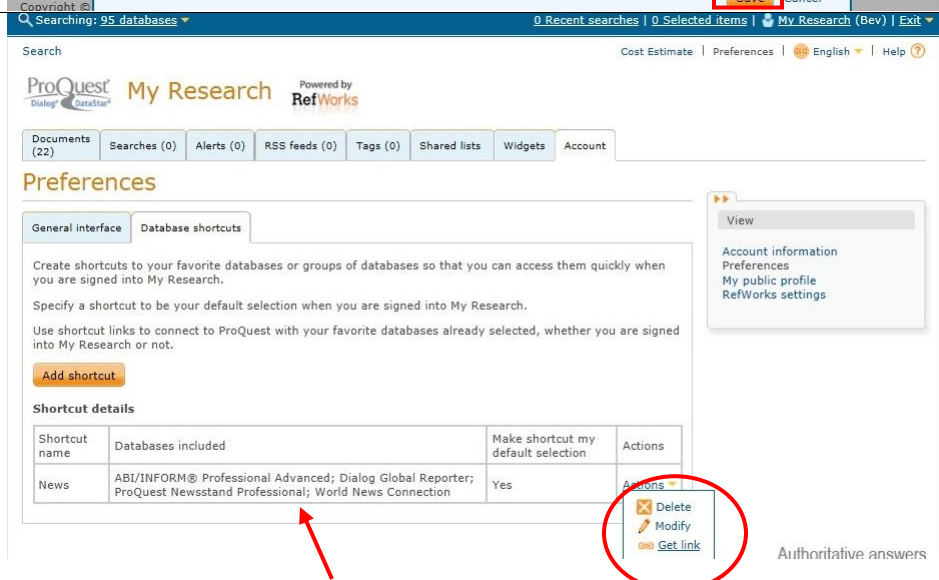 Copyright ©
Save Cancel
Searching: 95 databases 0 Recent searches | 0 Selected items | My Research (Bev) | Exit
Search Cost Estimate | Preferences | English | Help ?
ProQuest
Dialog DataStar
My Research
Powered by
RefWorks
Documents (22) Searches (0) Alerts (0) RSS feeds (0) Tags (0) Shared lists Widgets Account
Preferences
General interface Database shortcuts
Create shortcuts to your favorite databases or groups of databases so that you can access them quickly when
you are signed into My Research.
Specify a shortcut to be your default selection when you are signed into My Research.
Use shortcut links to connect to ProQuest with your favorite databases already selected, whether you are signed
into My Research or not.
Add shortcut
Shortcut details
Shortcut name Databases included Make shortcut my default selection Actions
News ABI/INFORM® Professional Advanced; Dialog Global Reporter;
ProQuest Newsstand Professional; World News Connection Yes Actions
Delete
Modify
Get link
View
Account information
Preferences
My public profile
RefWorks settings
Authoritative answers